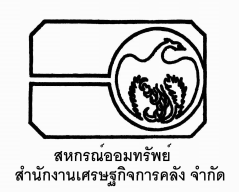 สหกรณ์ออมทรัพย์
สำนักงานเศรษฐกิจการคลัง จำกัด